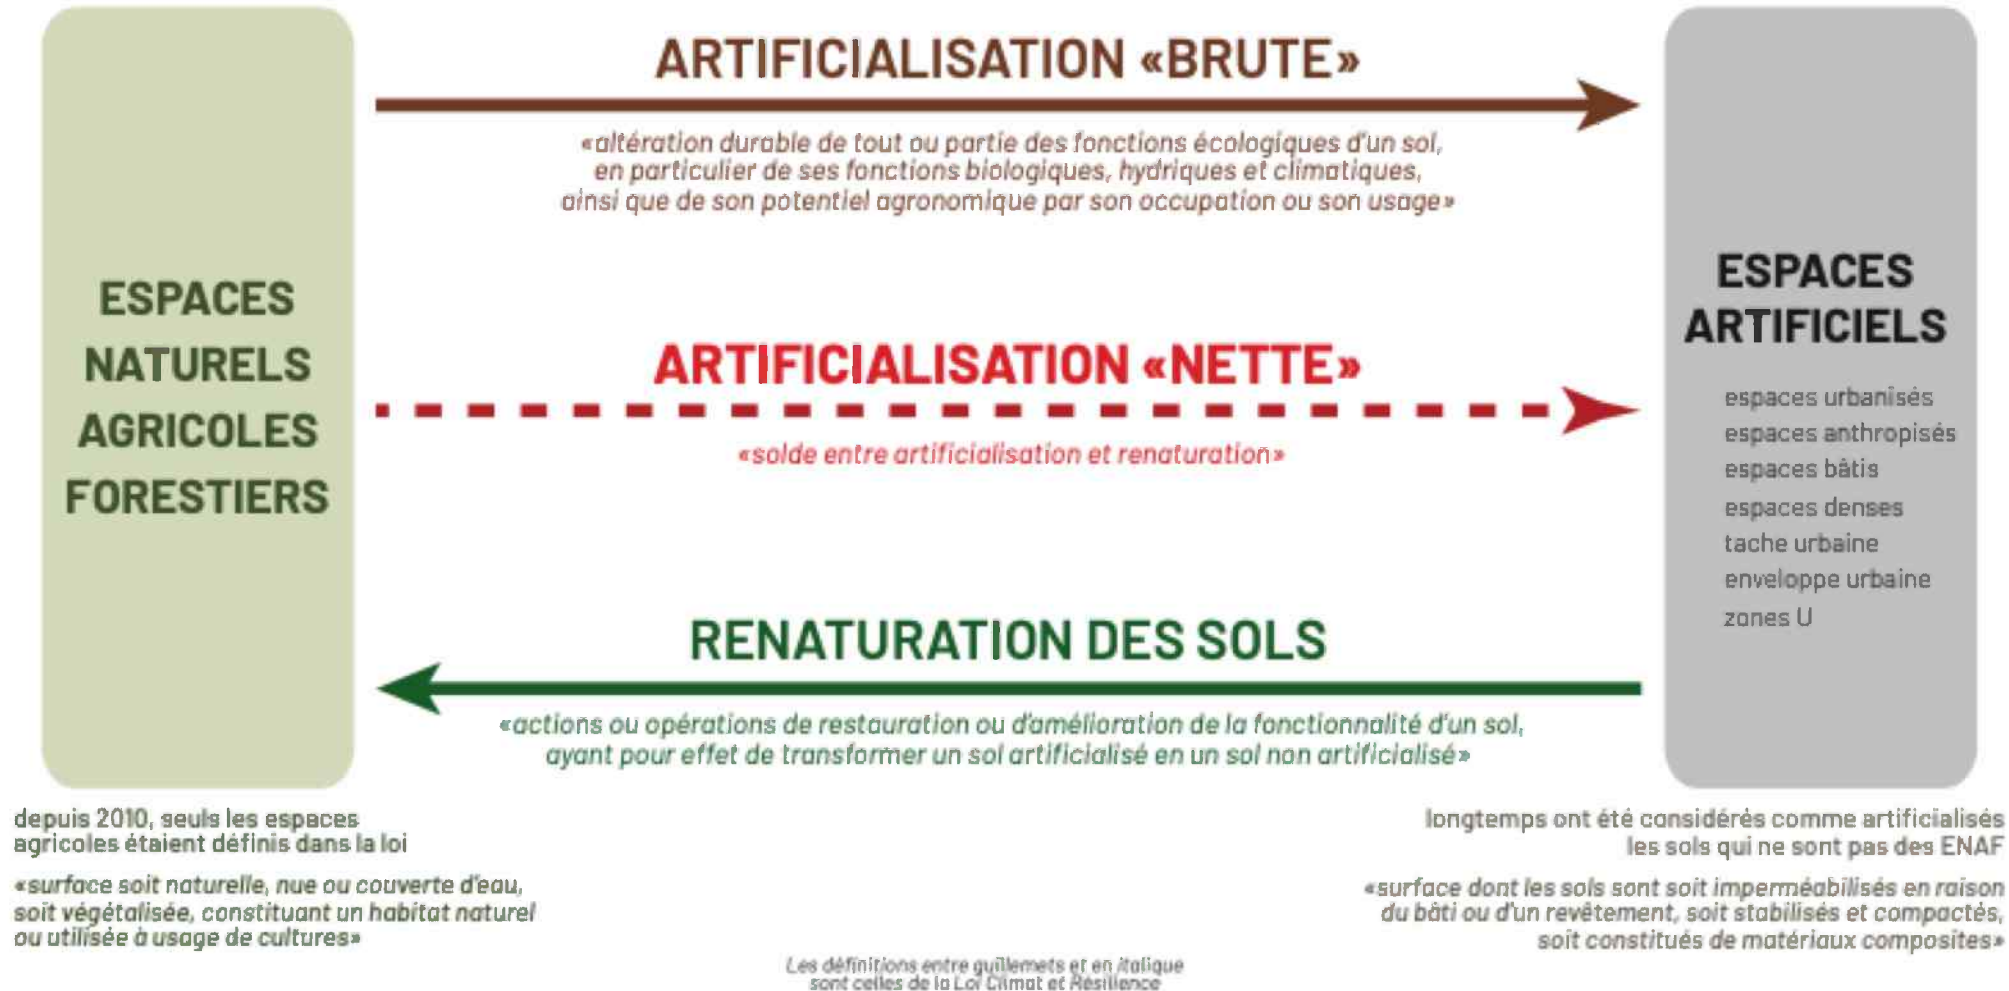 ESPACES
NATURELS
AGRICOLES
FORESTIERS
ARTIFICIALISATION «BRUTE»
«altération durable de tout ou partie des fonctions écologiques d'un sol,
en particulier de ses fonctions biologiques, hydriques et climatiques,
ainsi que de son potentiel agronomique par son occupation ou son usage»
ARTIFICIALISATION «NETTE»
«solde entre artificialisation et renaturation»
RENATURATION DES SOLS
«actions ou opérations de restauration ou d'amélioration de la fonctionnalité d'un sol,
ayant pour effet de transformer un sol artificialisé en un sol non artificialisé»
ESPACES
ARTIFICIELS
espaces urbanisés
espaces anthropisés
espaces bâtis
espaces denses
tache urbaine
enveloppe urbaine
zones U
depuis 2010, seuls les espaces
agricoles étaient définis dans la loi
«surface soit naturelle, nue ou couverte d'eau,
soit végétalisée, constituant un habitat naturel
ou utilisée à usage de cultures»
longtemps ont été considérés comme artificialisés
les sols qui ne sont pas des ENAF
«surface dont les sols sont soit imperméabilisés en raison
du bâti ou d'un revêtement, soit stabilisés et compactés,
soit constitués de matériaux composites»
Les définitions entre guillemets et en italique
sont celles de la Loi Climat et Résilience